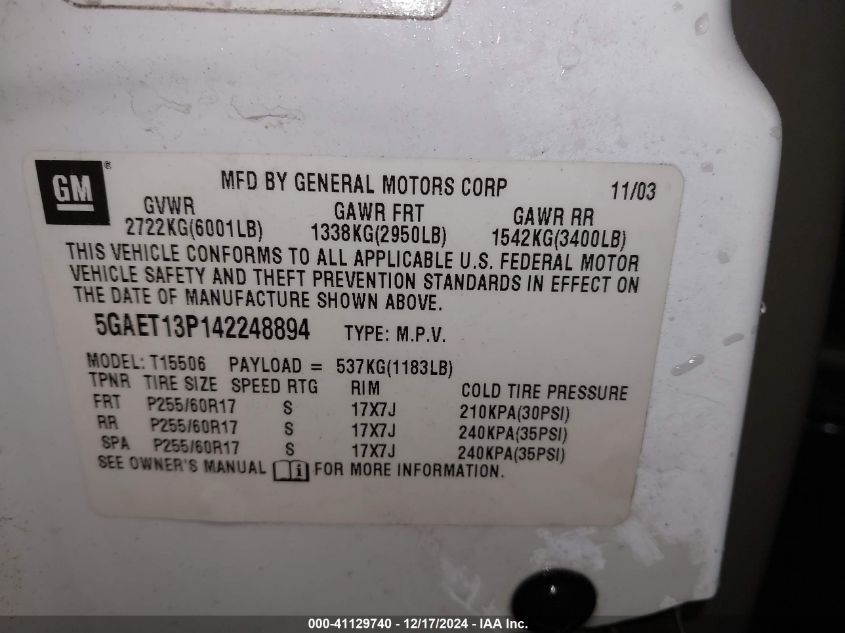 GM ®
MFD BY GENERAL MOTORS CORP 11/03
GVWR GAWR FRT GAWR RR
2722KG(6001LB) 1338KG(2950LB) 1542KG(3400LB)
THIS VEHICLE CONFORMS TO ALL APPLICABLE U.S. FEDERAL MOTOR
VEHICLE SAFETY AND THEFT PREVENTION STANDARDS IN EFFECT ON
THE DATE OF MANUFACTURE SHOWN ABOVE.
5GAET13P142248894 TYPE: M.P.V.
MODEL: T15506 PAYLOAD = 537KG(1183LB)
TPNR TIRE SIZE SPEED RTG RIM COLD TIRE PRESSURE
FRT P255/60R17 S 17X7J 210KPA(30PSI)
RR P255/60R17 S 17X7J 240KPA(35PSI)
SPA P255/60R17 S 17X7J 240KPA(35PSI)
SEE OWNER'S MANUAL i FOR MORE INFORMATION.
000-41129740 - 12/17/2024 - IAA Inc.